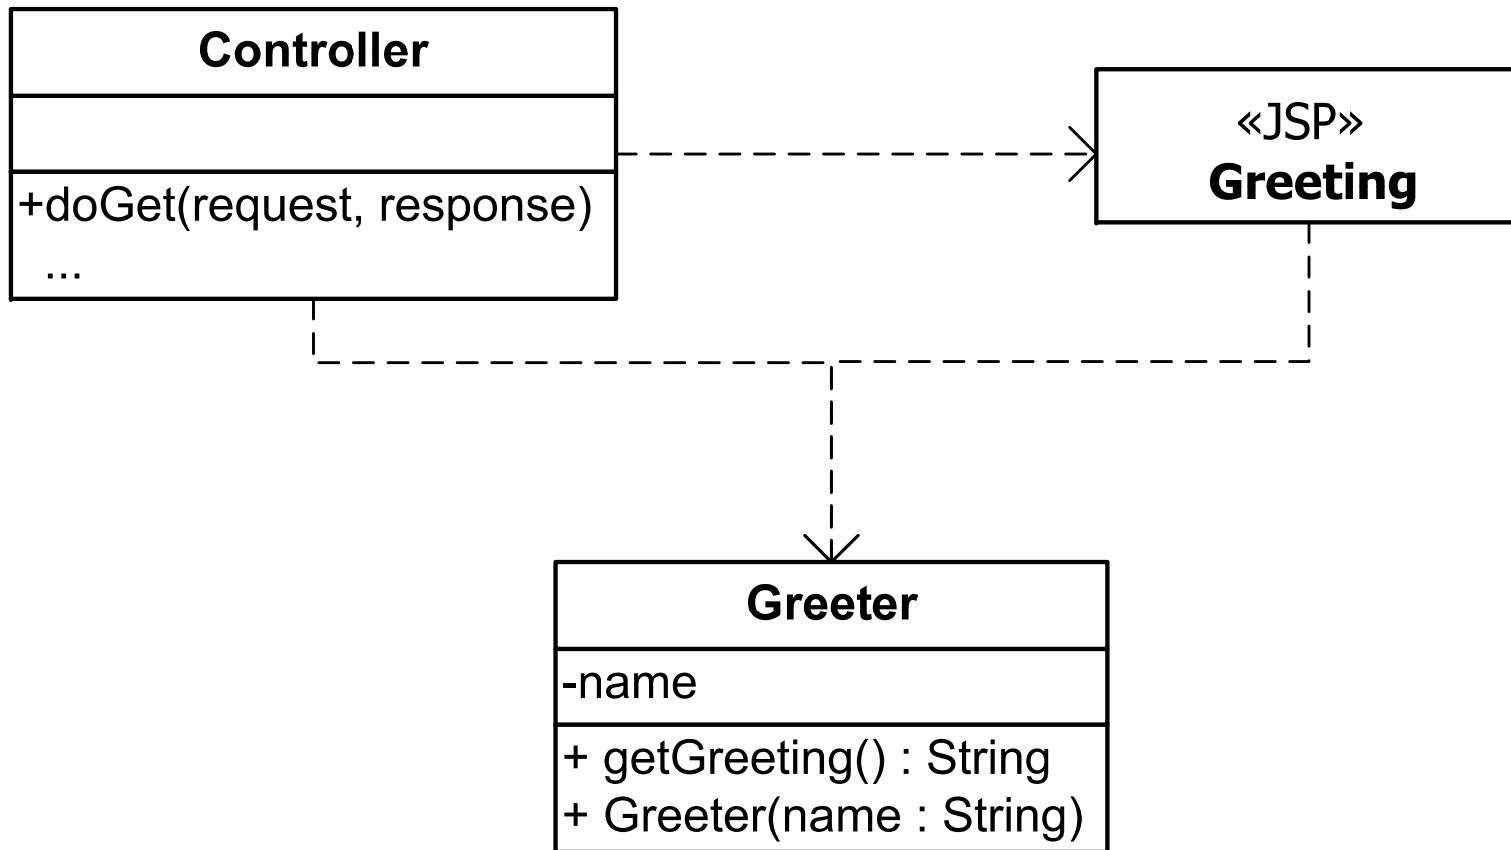 Controller
+doGet(request, response)
...
«JSP»
Greeting
Greeter
-name
+ getGreeting() : String
+ Greeter(name : String)